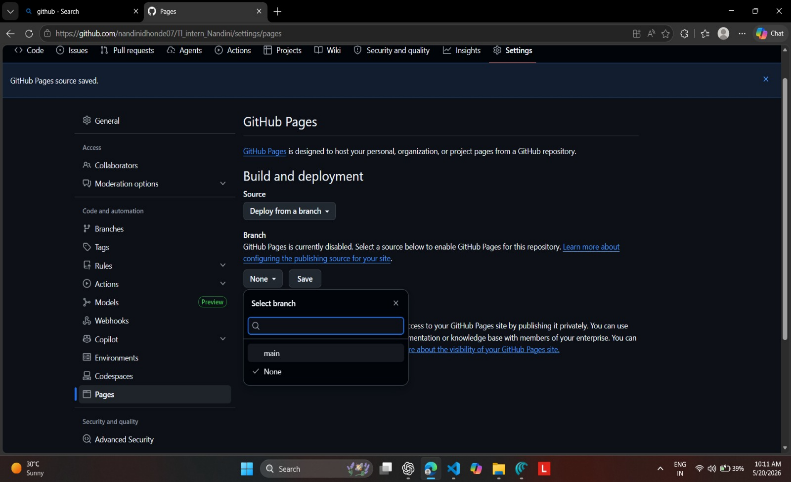 github - Search
Pages
https://github.com/nandinidhonde07/TI_intern_Nandini/settings/pages
Chat
Code
Issues
Pull requests
Agents
Actions
Projects
Wiki
Security and quality
Insights
Settings
GitHub Pages source saved.
General
Access
Collaborators
Moderation options
Code and automation
Branches
Tags
Rules
Actions
Models
Preview
Webhooks
Copilot
Environments
Codespaces
Pages
Security and quality
Advanced Security
GitHub Pages
GitHub Pages is designed to host your personal, organization, or project pages from a GitHub repository.
Build and deployment
Source
Deploy from a branch
Branch
GitHub Pages is currently disabled. Select a source below to enable GitHub Pages for this repository. Learn more about
configuring the publishing source for your site.
None
Save
Select branch
main
None
ccess to your GitHub Pages site by publishing it privately. You can use
mentation or knowledge base with members of your enterprise. You can
re about the visibility of your GitHub Pages site.
30°C
Sunny
Search
L
ENG
IN
39%
10:11 AM
5/20/2026